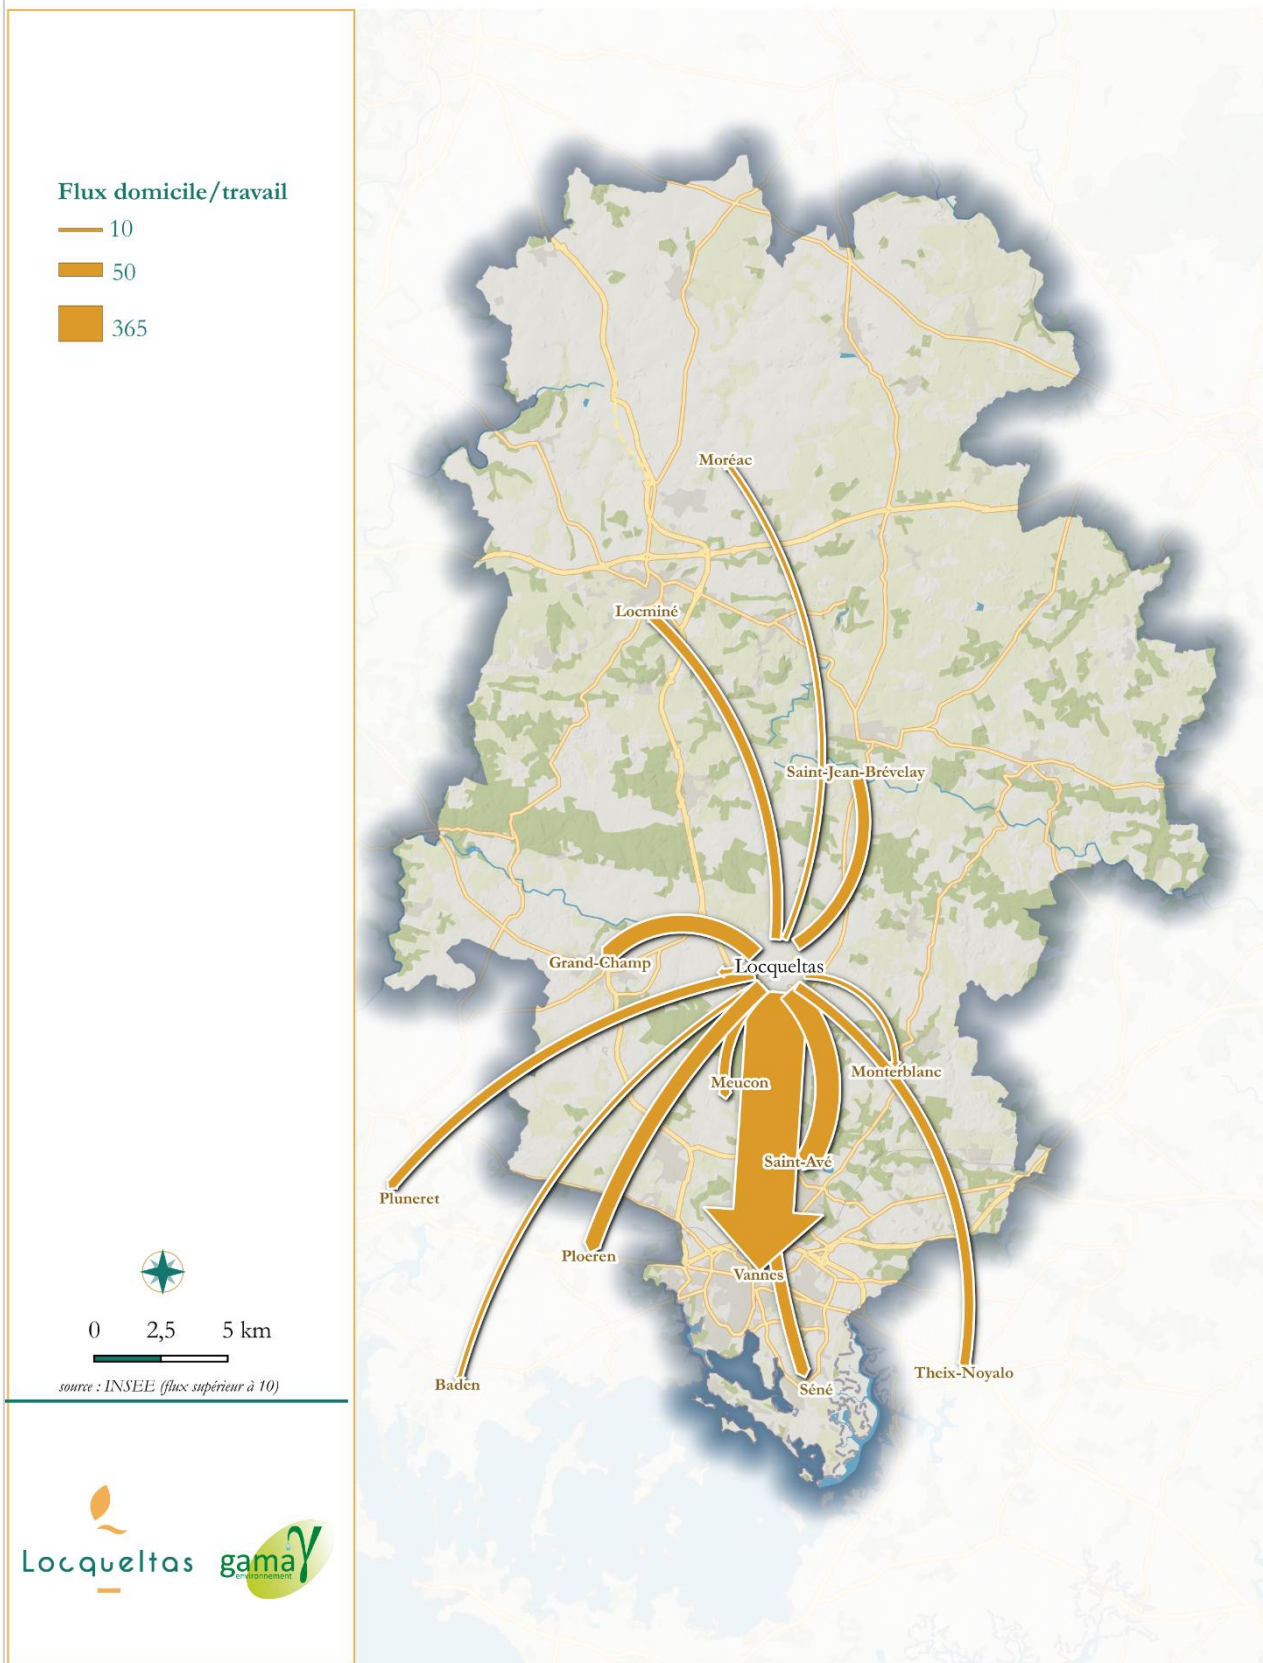 Flux domicile/travail
10
50
365
Moréac
Locminé
Saint-Jean-Brévelay
Grand-Champ
Locqueltas
Meucon
Monterblanc
Saint-Avé
Pluneret
Ploeren
Vannes
Baden
Séné
Theix-Noyalo
0 2,5 5 km
source : INSEE (flux supérieur à 10)
Locqueltas
gama
environnement